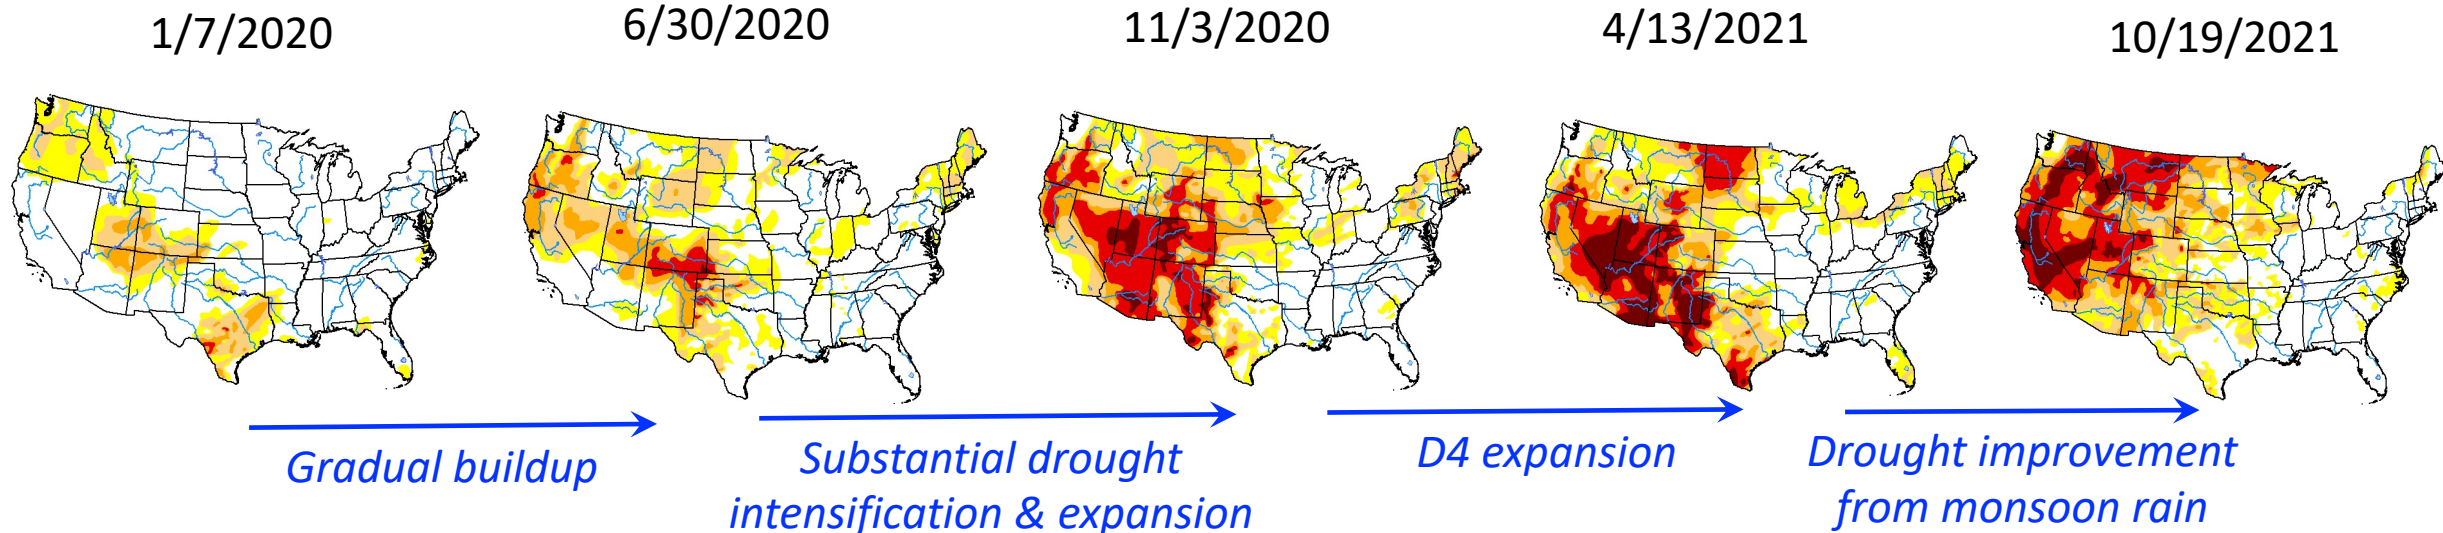 1/7/2020
6/30/2020
11/3/2020
4/13/2021
10/19/2021
Gradual buildup
Substantial drought
intensification & expansion
D4 expansion
Drought improvement
from monsoon rain